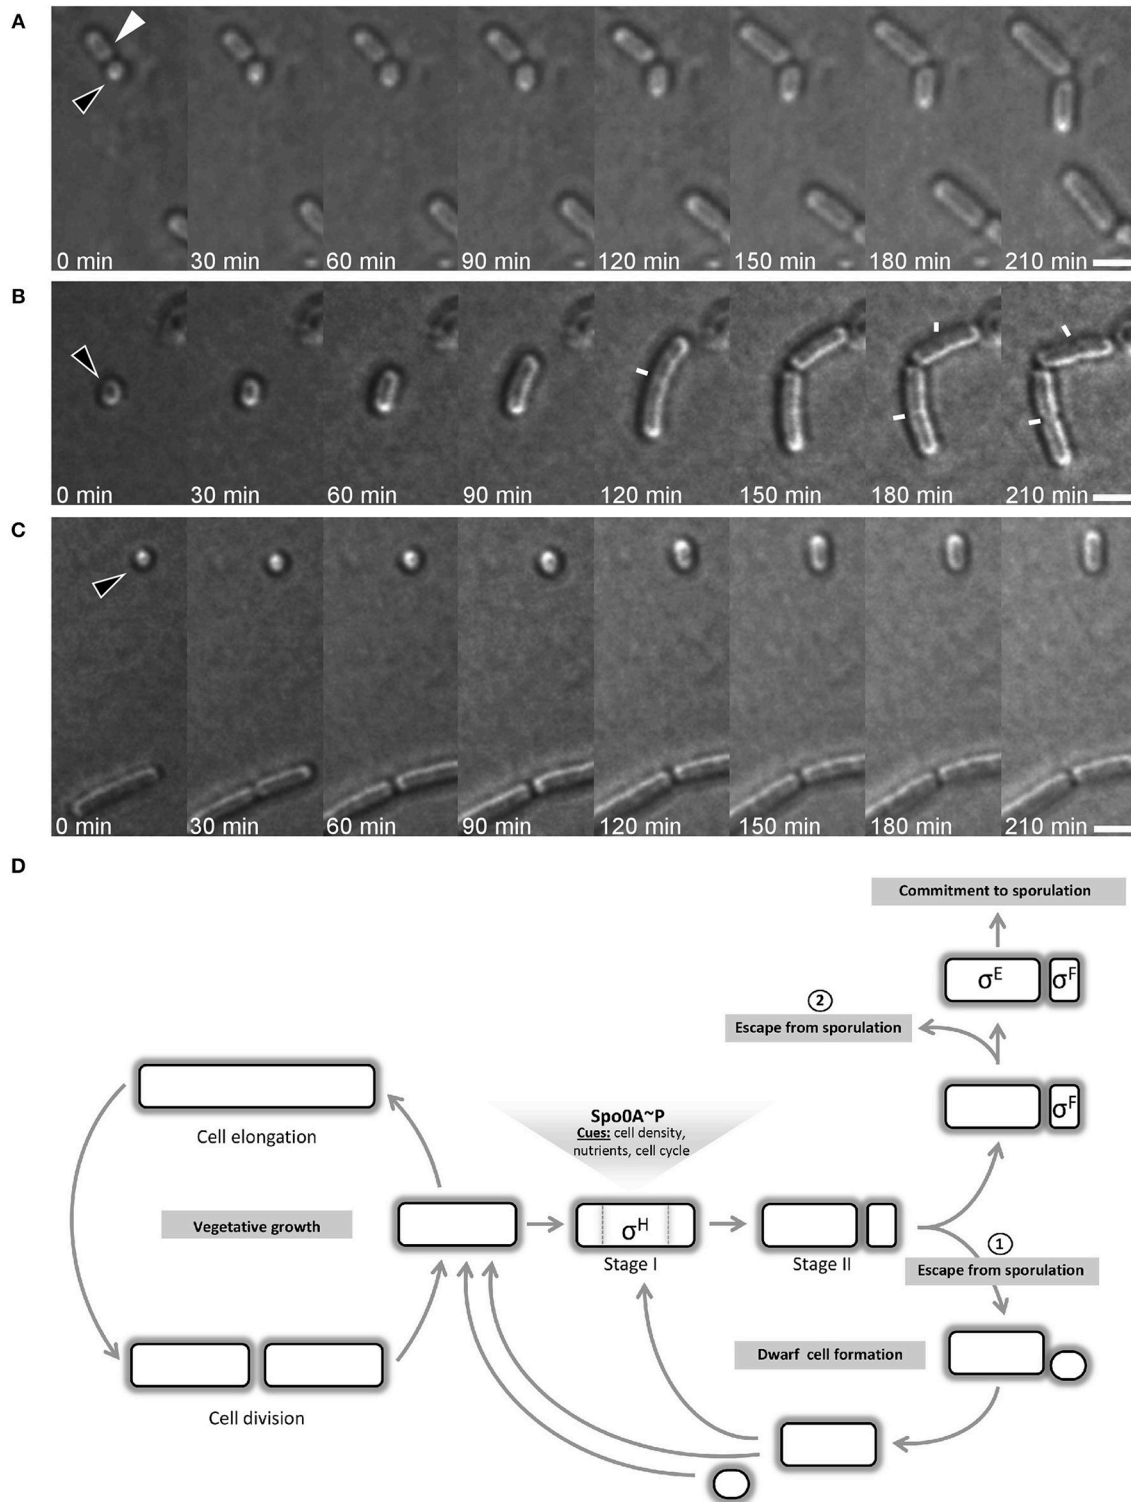 A
0 min 30 min 60 min 90 min 120 min 150 min 180 min 210 min
B
0 min 30 min 60 min 90 min 120 min 150 min 180 min 210 min
C
0 min 30 min 60 min 90 min 120 min 150 min 180 min 210 min
D
Commitment to sporulation
σE σF
2
Escape from sporulation
σF
Spo0A~P
Cues: cell density,
nutrients, cell cycle
Cell elongation
Vegetative growth
σH
Stage I
Stage II
1
Escape from sporulation
Dwarf cell formation
Cell division